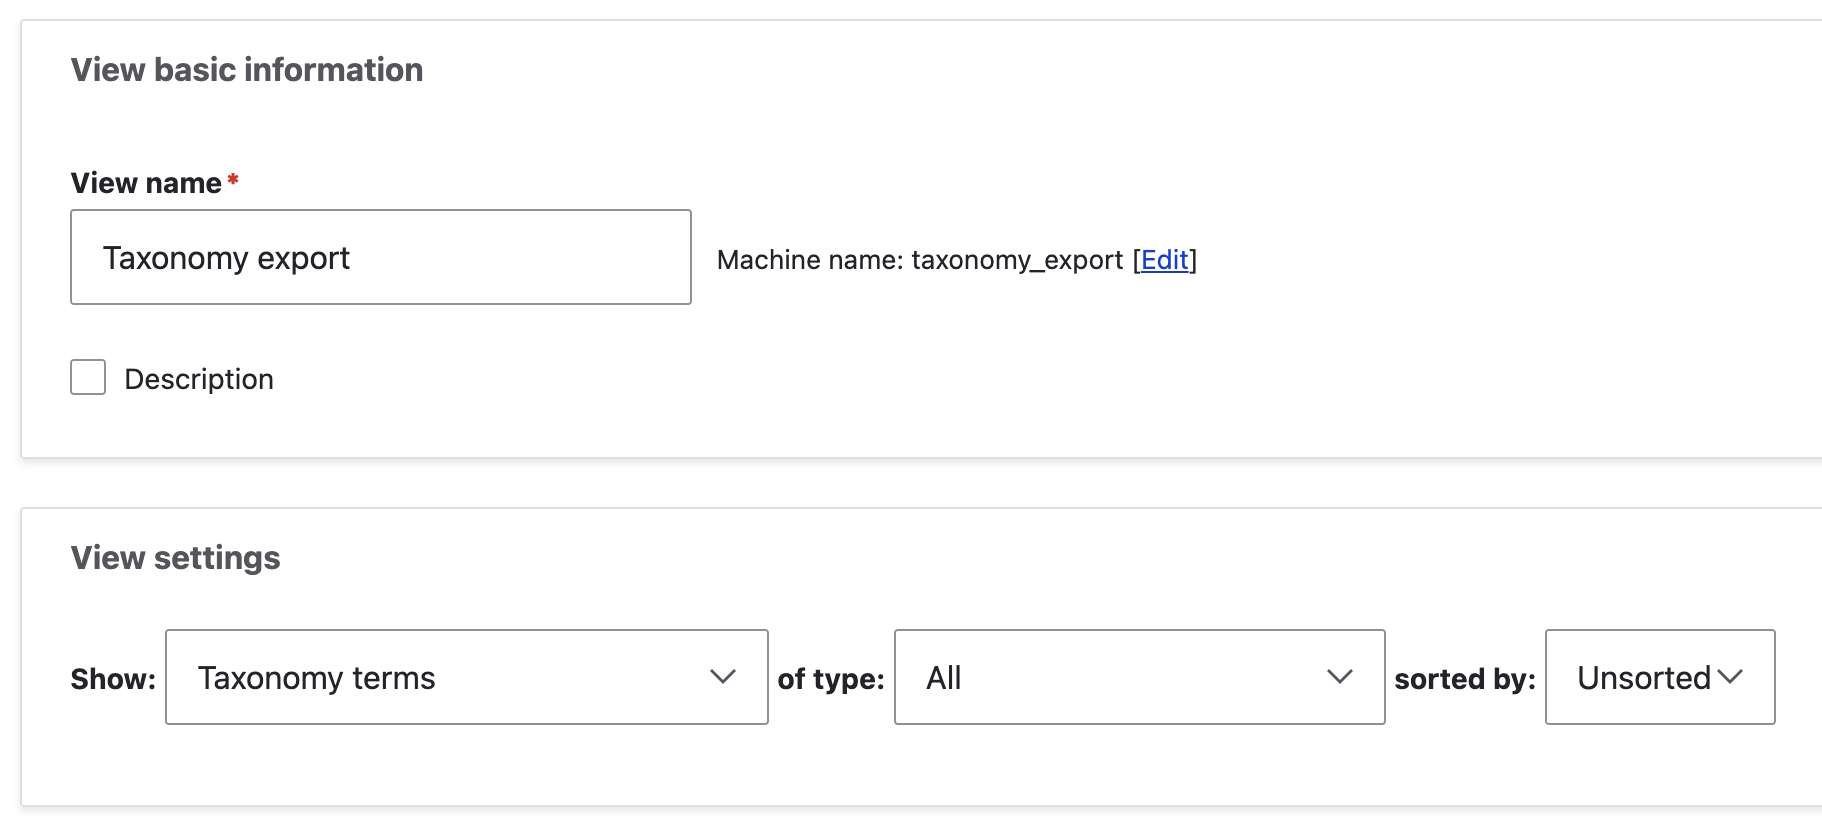 View basic information
View name*
Taxonomy export
Machine name: taxonomy_export [Edit]
Description
View settings
Show: Taxonomy terms of type: All sorted by: Unsorted